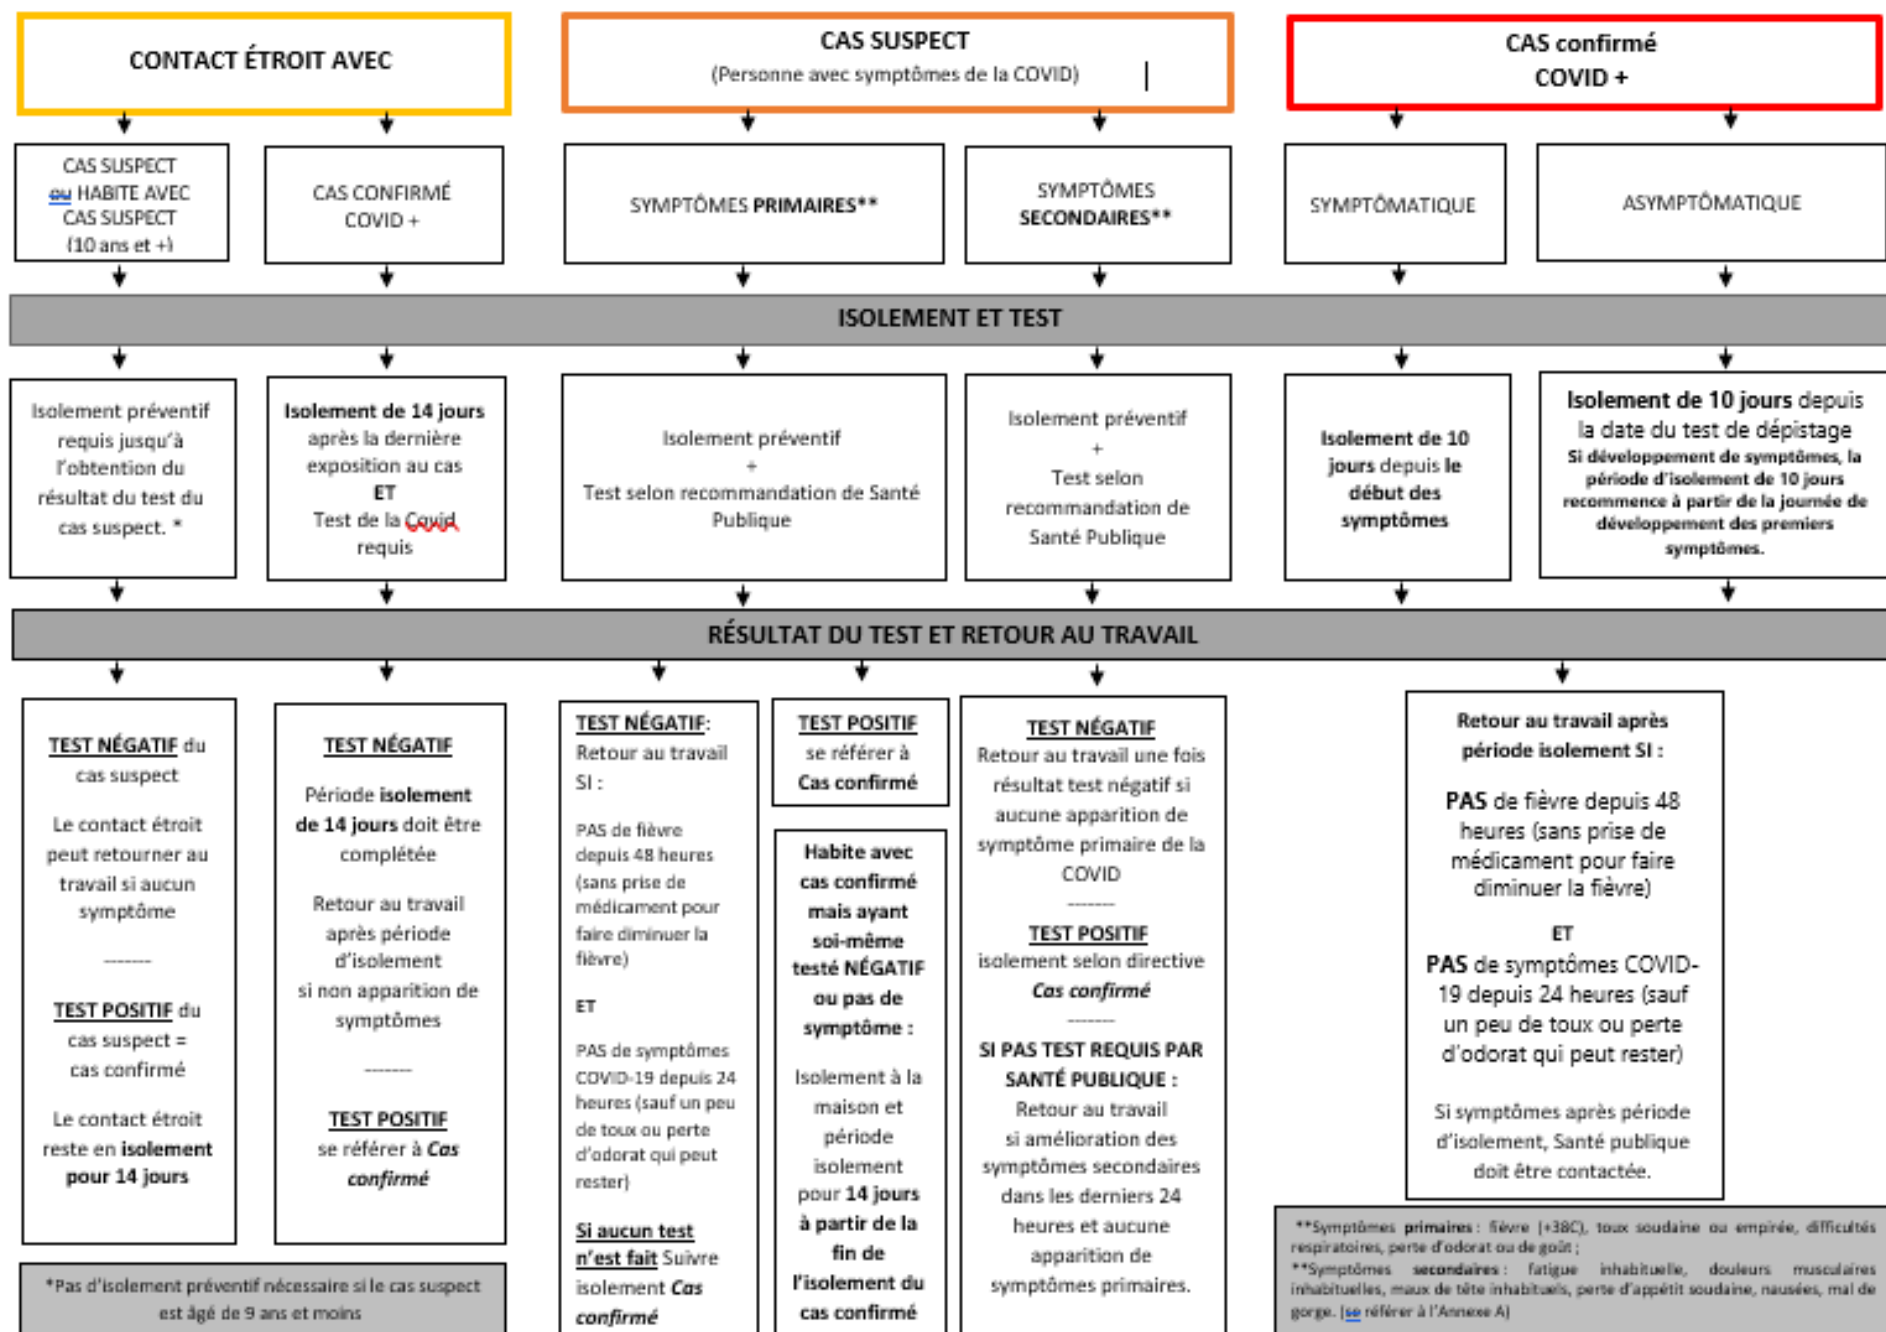 CONTACT ÉTROIT AVEC
CAS SUSPECT
(Personne avec symptômes de la COVID)
CAS confirmé
COVID +
CAS SUSPECT
ou HABITE AVEC
CAS SUSPECT
(10 ans et +)
CAS CONFIRMÉ
COVID +
SYMPTÔMES PRIMAIRES**
SYMPTÔMES
SECONDAIRES**
SYMPTÔMATIQUE
ASYMPTÔMATIQUE
ISOLEMENT ET TEST
Isolement préventif
requis jusqu'à
l'obtention du
résultat du test du
cas suspect. *
Isolement de 14 jours
après la dernière
exposition au cas
ET
Test de la Covid
requis
Isolement préventif
+
Test selon recommandation de Santé
Publique
Isolement préventif
+
Test selon
recommandation de
Santé Publique
Isolement de 10
jours depuis le
début des
symptômes
Isolement de 10 jours depuis
la date du test de dépistage
Si développement de symptômes, la
période d'isolement de 10 jours
recommence à partir de la journée de
développement des premiers
symptômes.
RÉSULTAT DU TEST ET RETOUR AU TRAVAIL
TEST NÉGATIF du
cas suspect
Le contact étroit
peut retourner au
travail si aucun
symptôme
-------
TEST POSITIF du
cas suspect =
cas confirmé
Le contact étroit
reste en isolement
pour 14 jours
TEST NÉGATIF
Période isolement
de 14 jours doit être
complétée
Retour au travail
après période
d'isolement
si non apparition de
symptômes
-------
TEST POSITIF
se référer à Cas
confirmé
TEST NÉGATIF:
Retour au travail
SI :
PAS de fièvre
depuis 48 heures
(sans prise de
médicament pour
faire diminuer la
fièvre)
ET
PAS de symptômes
COVID-19 depuis 24
heures (sauf un peu
de toux ou perte
d'odorat qui peut
rester)
Si aucun test
n'est fait Suivre
isolement Cas
confirmé
TEST POSITIF
se référer à
Cas confirmé
Habite avec
cas confirmé
mais ayant
soi-même
testé NÉGATIF
ou pas de
symptôme :
Isolement à la
maison et
période
isolement
pour 14 jours
à partir de la
fin de
l'isolement du
cas confirmé
TEST NÉGATIF
Retour au travail une fois
résultat test négatif si
aucune apparition de
symptôme primaire de la
COVID
-------
TEST POSITIF
isolement selon directive
Cas confirmé
-------
SI PAS TEST REQUIS PAR
SANTÉ PUBLIQUE :
Retour au travail
si amélioration des
symptômes secondaires
dans les derniers 24
heures et aucune
apparition de
symptômes primaires.
Retour au travail après
période isolement SI :
PAS de fièvre depuis 48
heures (sans prise de
médicament pour faire
diminuer la fièvre)
ET
PAS de symptômes COVID-
19 depuis 24 heures (sauf
un peu de toux ou perte
d'odorat qui peut rester)
Si symptômes après période
d'isolement, Santé publique
doit être contactée.
*Pas d'isolement préventif nécessaire si le cas suspect
est âgé de 9 ans et moins
**Symptômes primaires : fièvre (+38C), toux soudaine ou empirée, difficultés
respiratoires, perte d'odorat ou de goût ;
**Symptômes secondaires : fatigue inhabituelle, douleurs musculaires
inhabituelles, maux de tête inhabituels, perte d'appétit soudaine, nausées, mal de
gorge. (se référer à l'Annexe A)